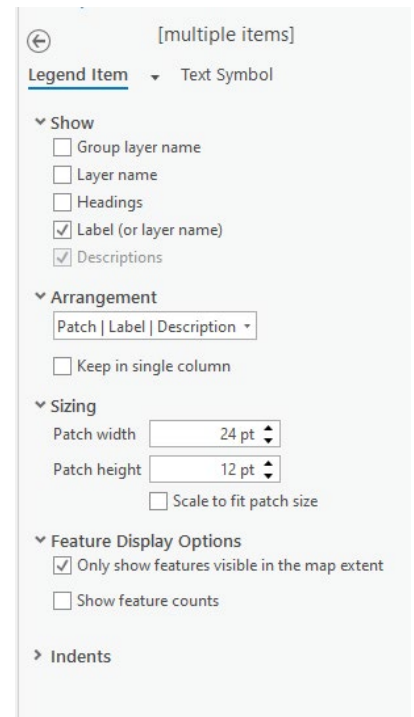 [multiple items]
Legend Item Text Symbol
Show
Group layer name
Layer name
Headings
Label (or layer name)
Descriptions
Arrangement
Patch | Label | Description
Keep in single column
Sizing
Patch width 24 pt
Patch height 12 pt
Scale to fit patch size
Feature Display Options
Only show features visible in the map extent
Show feature counts
Indents